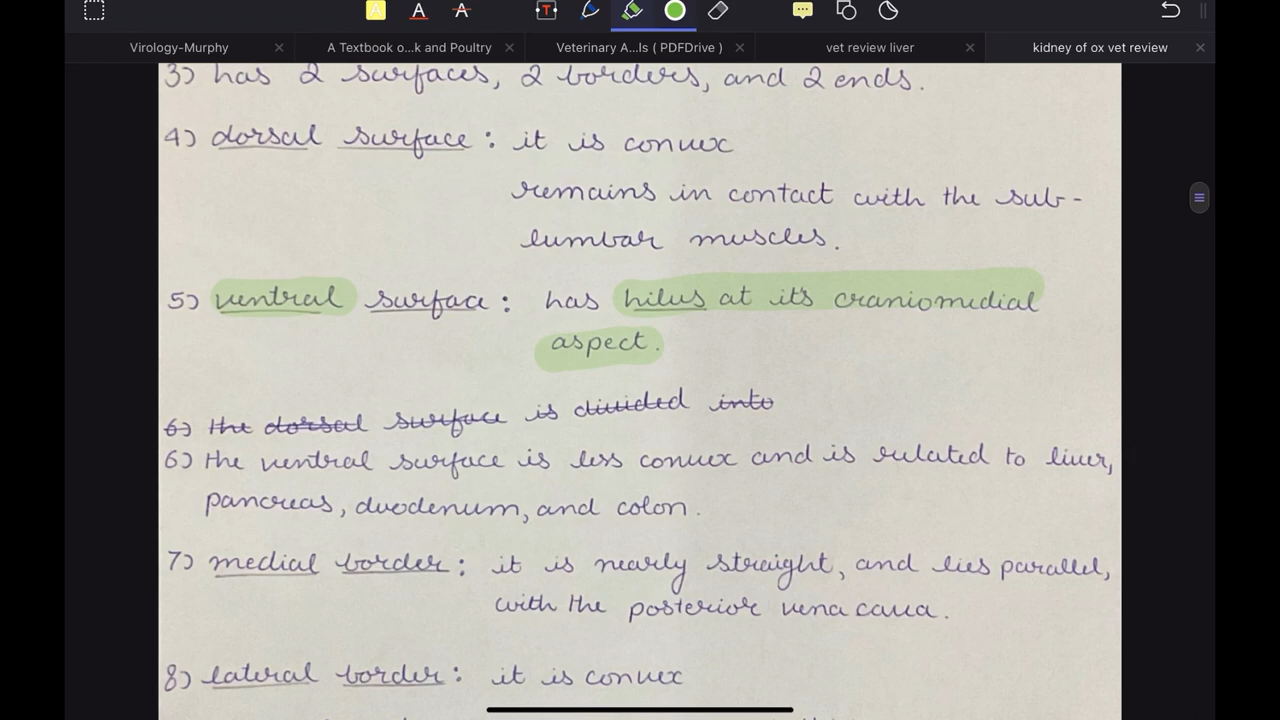 Virology-Murphy
A Textbook o...k and Poultry
Veterinary A...ls ( PDFDrive )
vet review liver
kidney of ox vet review
3) has 2 surfaces, 2 borders, and 2 ends.
4) dorsal surface : it is convex
remains in contact with the sub-
lumbar muscles.
5) ventral surface : has hilus at it's craniomedial
aspect.
6) the dorsal surface is divided into
6) the ventral surface is less convex and is related to liver,
pancreas, duodenum, and colon.
7) medial border : it is nearly straight, and lies parallel,
with the posterior vena cava.
8) lateral border : it is convex